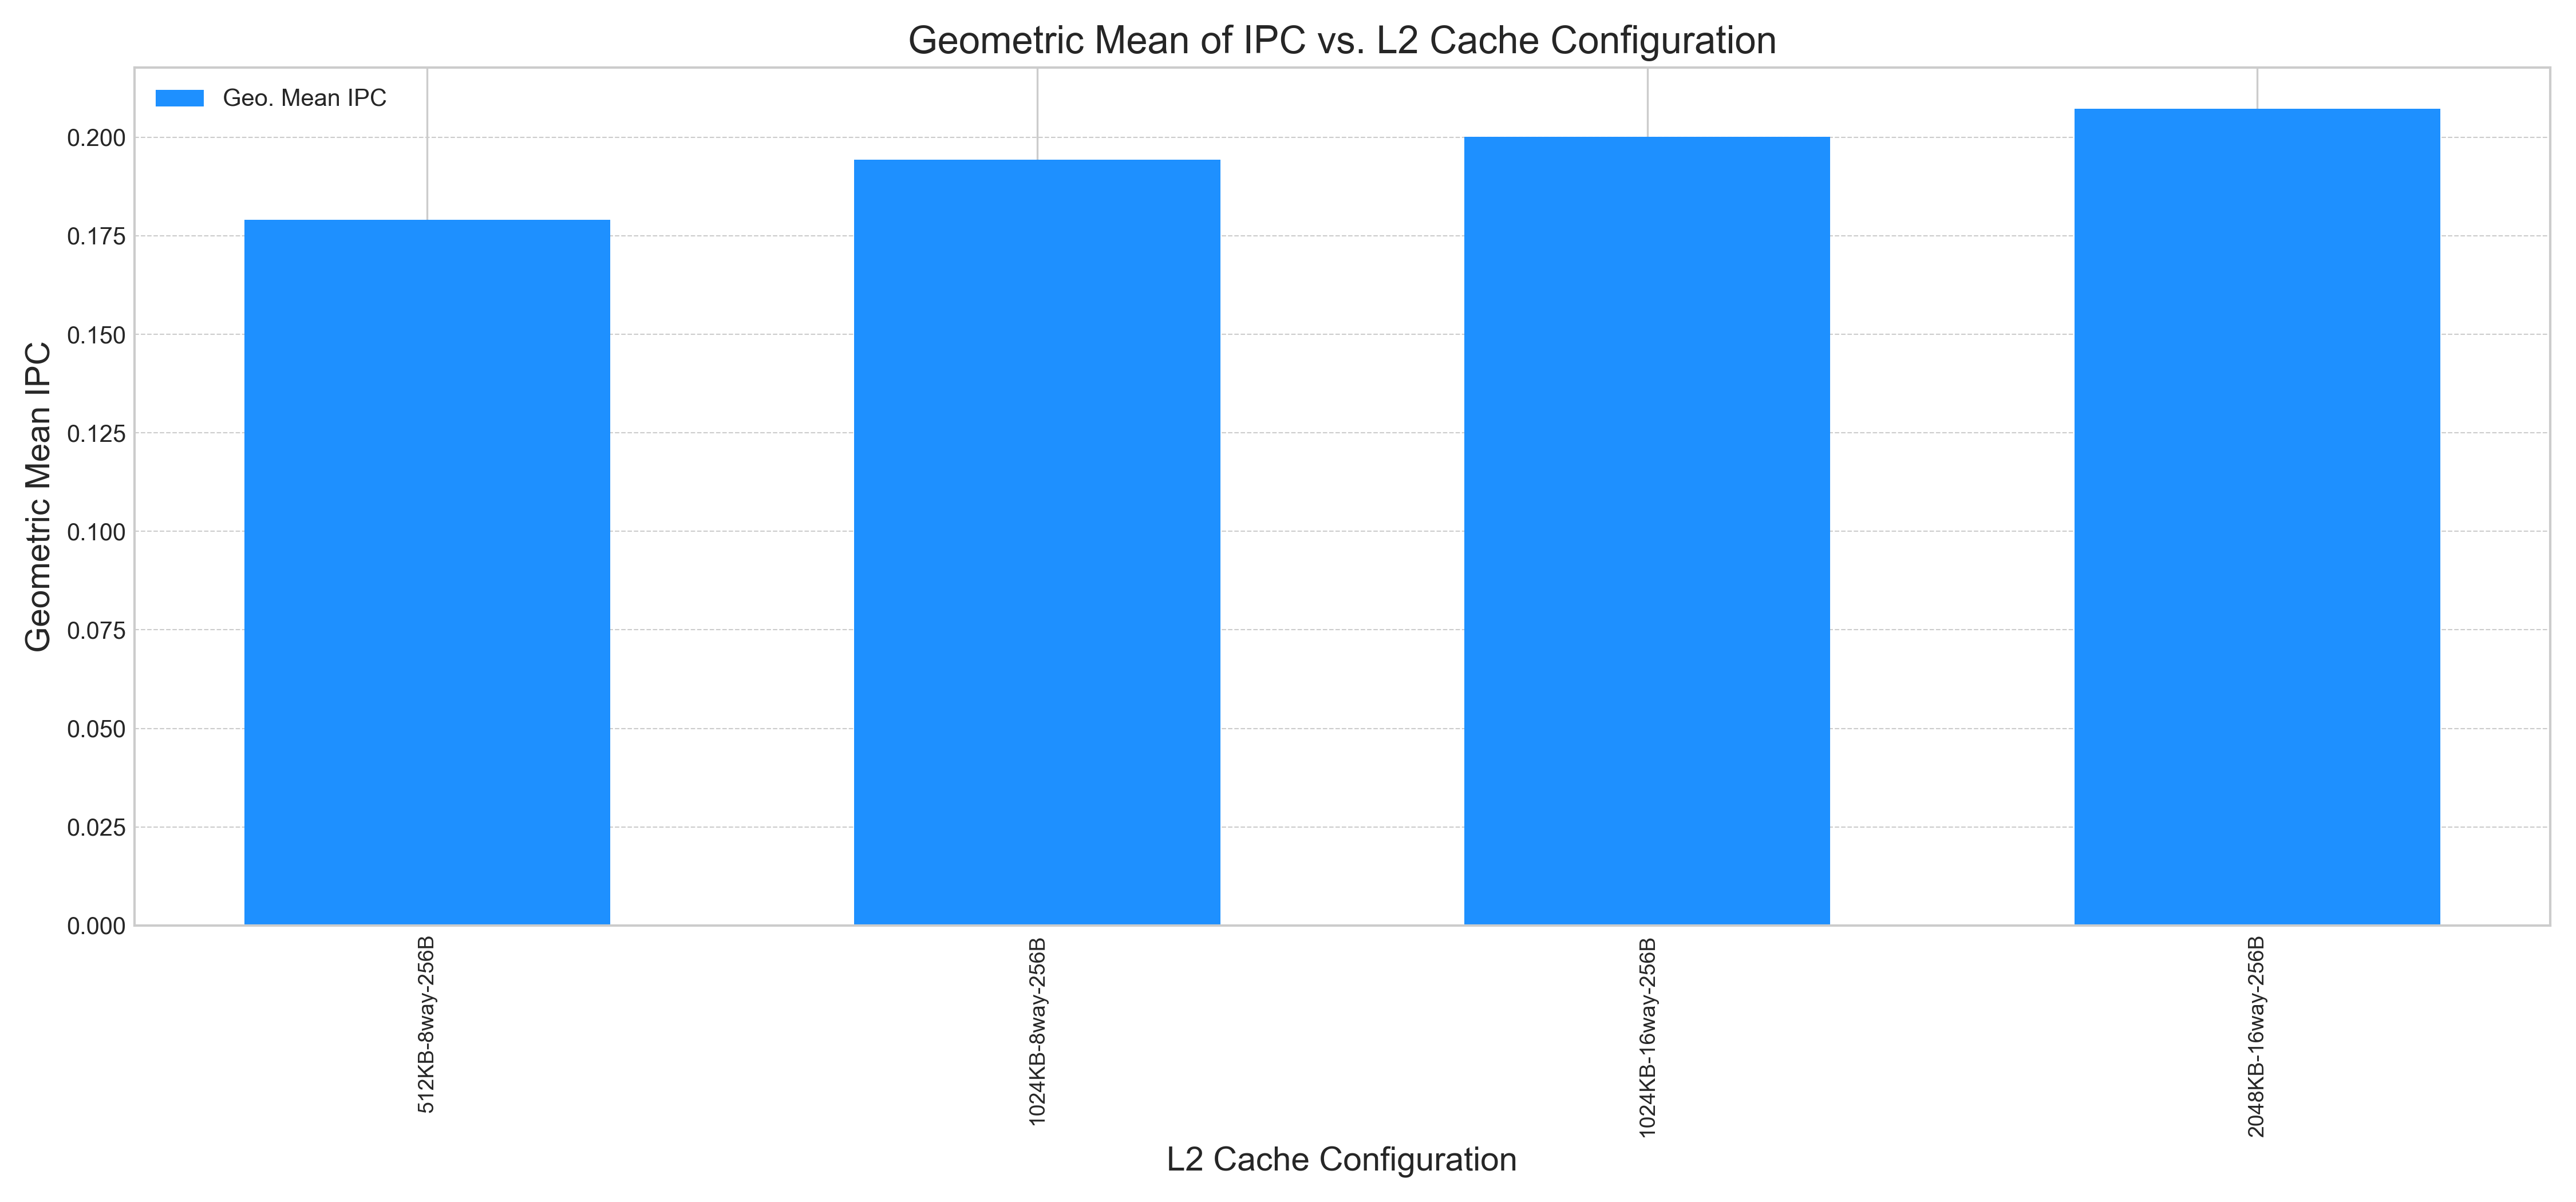 Geometric Mean of IPC vs. L2 Cache Configuration
Geo. Mean IPC
Geometric Mean IPC
0.200
0.175
0.150
0.125
0.100
0.075
0.050
0.025
0.000
512KB-8way-256B
1024KB-8way-256B
1024KB-16way-256B
2048KB-16way-256B
L2 Cache Configuration